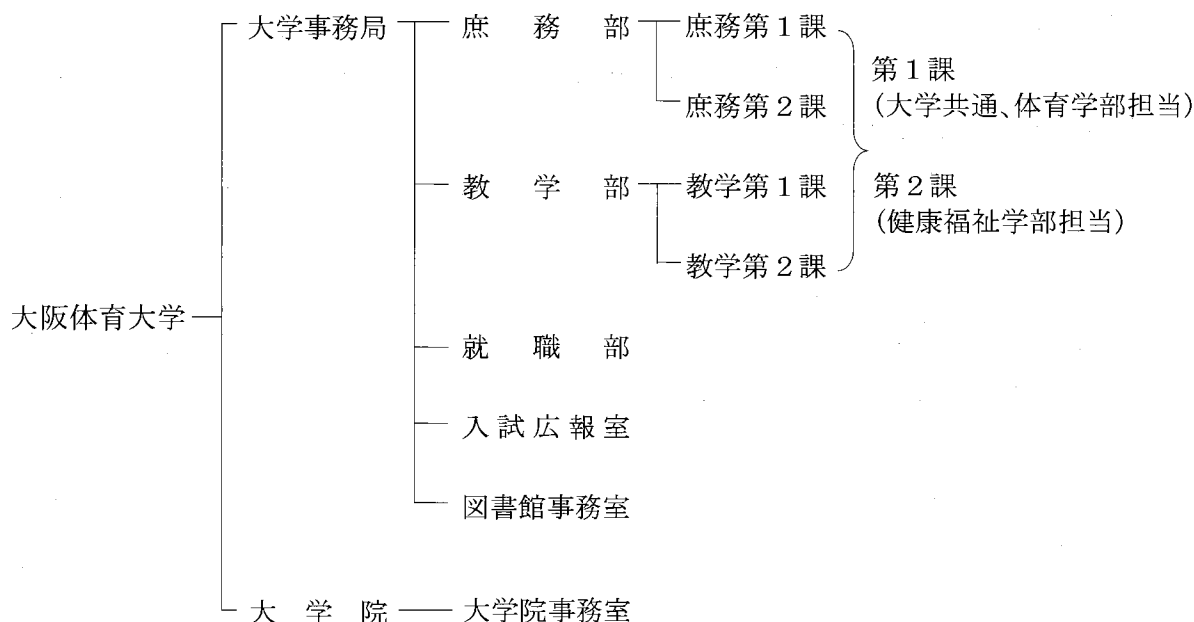 大学事務局 庶務部 庶務第1課
第1課
庶務第2課 (大学共通、体育学部担当)
教学部 教学第1課 第2課
(健康福祉学部担当)
教学第2課
大阪体育大学
就職部
入試広報室
図書館事務室
大学院 大学院事務室